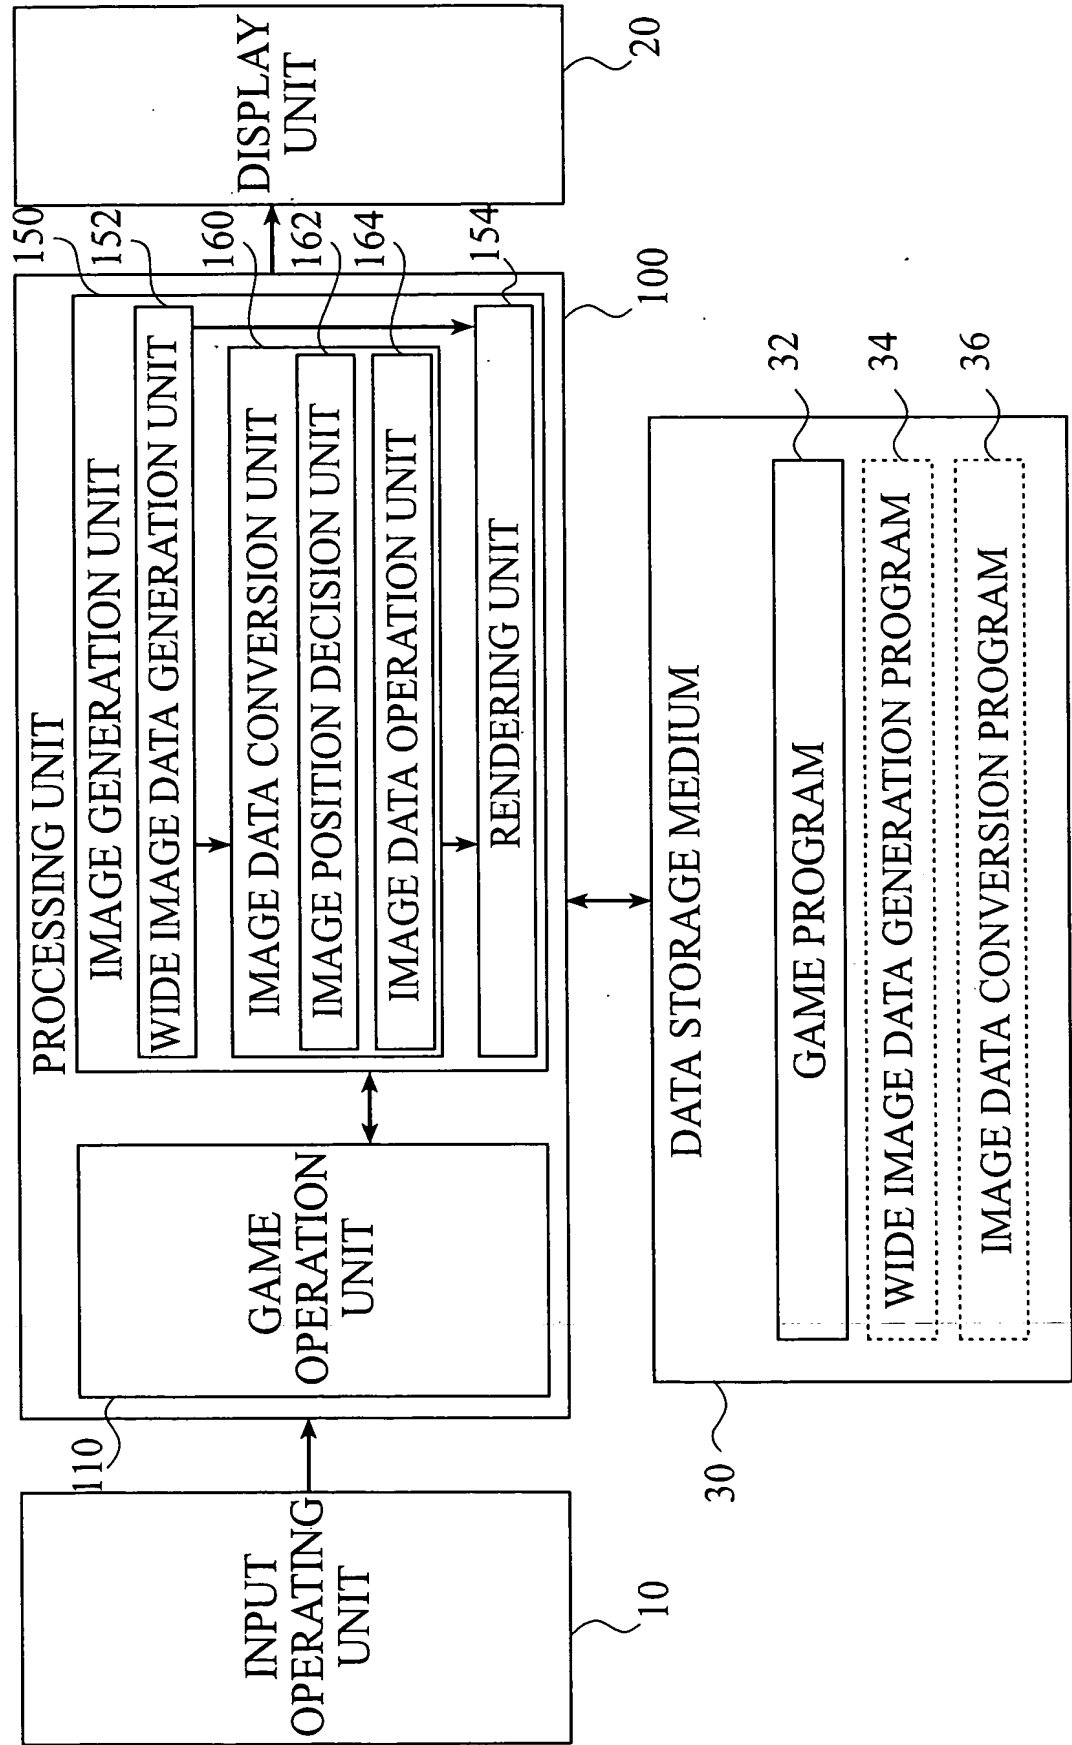 INPUT
OPERATING
UNIT
10
PROCESSING UNIT
110
GAME
OPERATION
UNIT
IMAGE GENERATION UNIT
150
WIDE IMAGE DATA GENERATION UNIT
152
IMAGE DATA CONVERSION UNIT
160
IMAGE POSITION DECISION UNIT
162
IMAGE DATA OPERATION UNIT
164
RENDERING UNIT
154
100
DISPLAY
UNIT
20
DATA STORAGE MEDIUM
30
GAME PROGRAM
32
WIDE IMAGE DATA GENERATION PROGRAM
34
IMAGE DATA CONVERSION PROGRAM
36